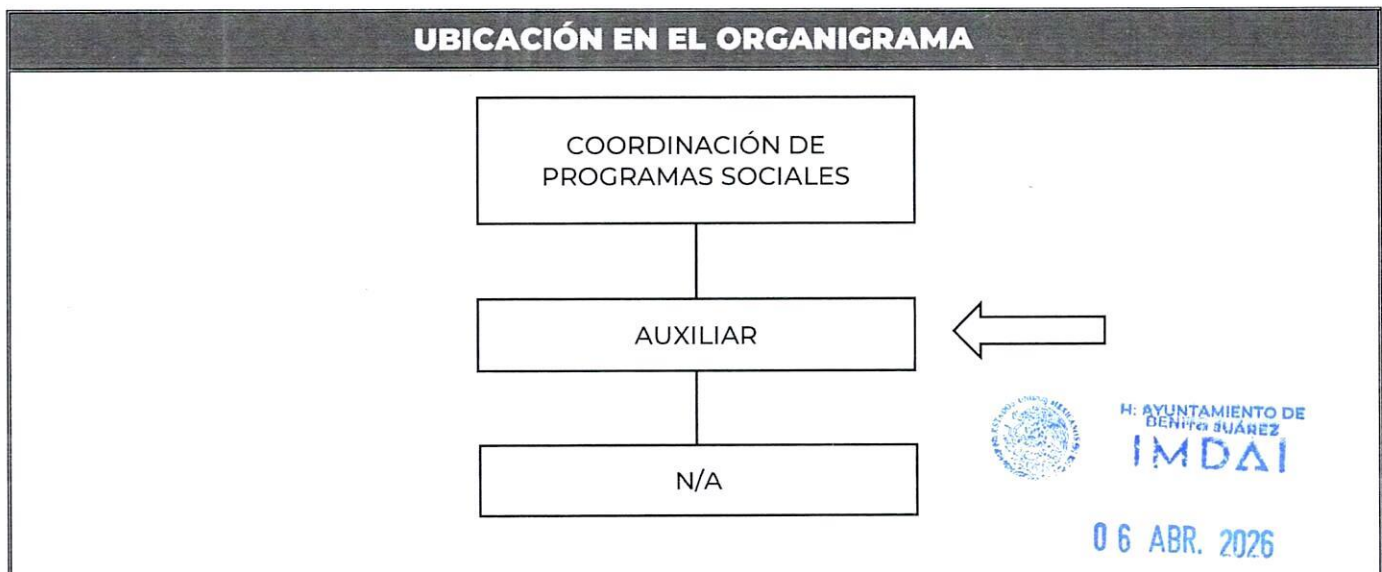 UBICACIÓN EN EL ORGANIGRAMA
COORDINACIÓN DE
PROGRAMAS SOCIALES
AUXILIAR
N/A
H. AYUNTAMIENTO DE
BENITO JUÁREZ
IMDAI
06 ABR. 2026